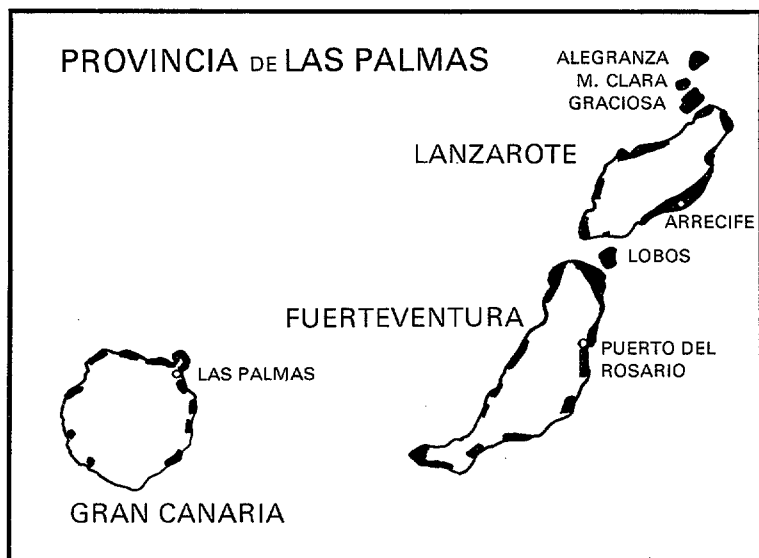 PROVINCIA DE LAS PALMAS
ALEGRANZA
M. CLARA
GRACIOSA
LANZAROTE
ARRECIFE
LOBOS
FUERTEVENTURA
PUERTO DEL
ROSARIO
LAS PALMAS
GRAN CANARIA